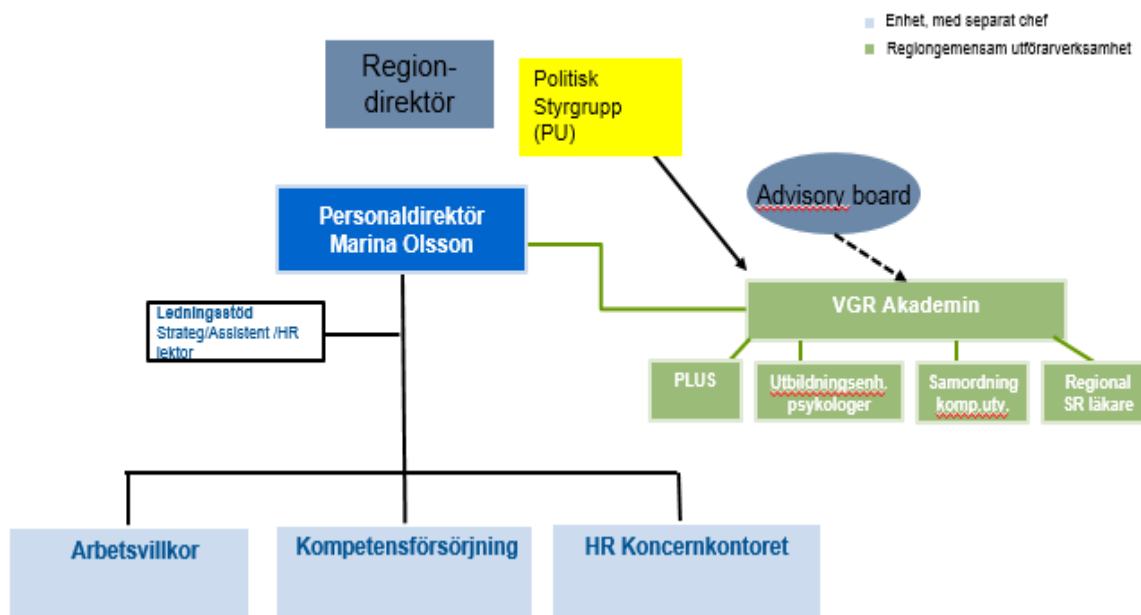 Enhet, med separat chef
Regiongemensam utförarverksamhet
Region-
direktör
Politisk
Styrgrupp
(PU)
Advisory board
Personaldirektör
Marina Olsson
VGR Akademin
Ledningsstöd
Strateg/Assistent /HR
lektor
PLUS
Utbildningsenh.
psykologer
Samordning
komp.utv.
Regional
SR läkare
Arbetsvillkor
Kompetensförsörjning
HR Koncernkontoret